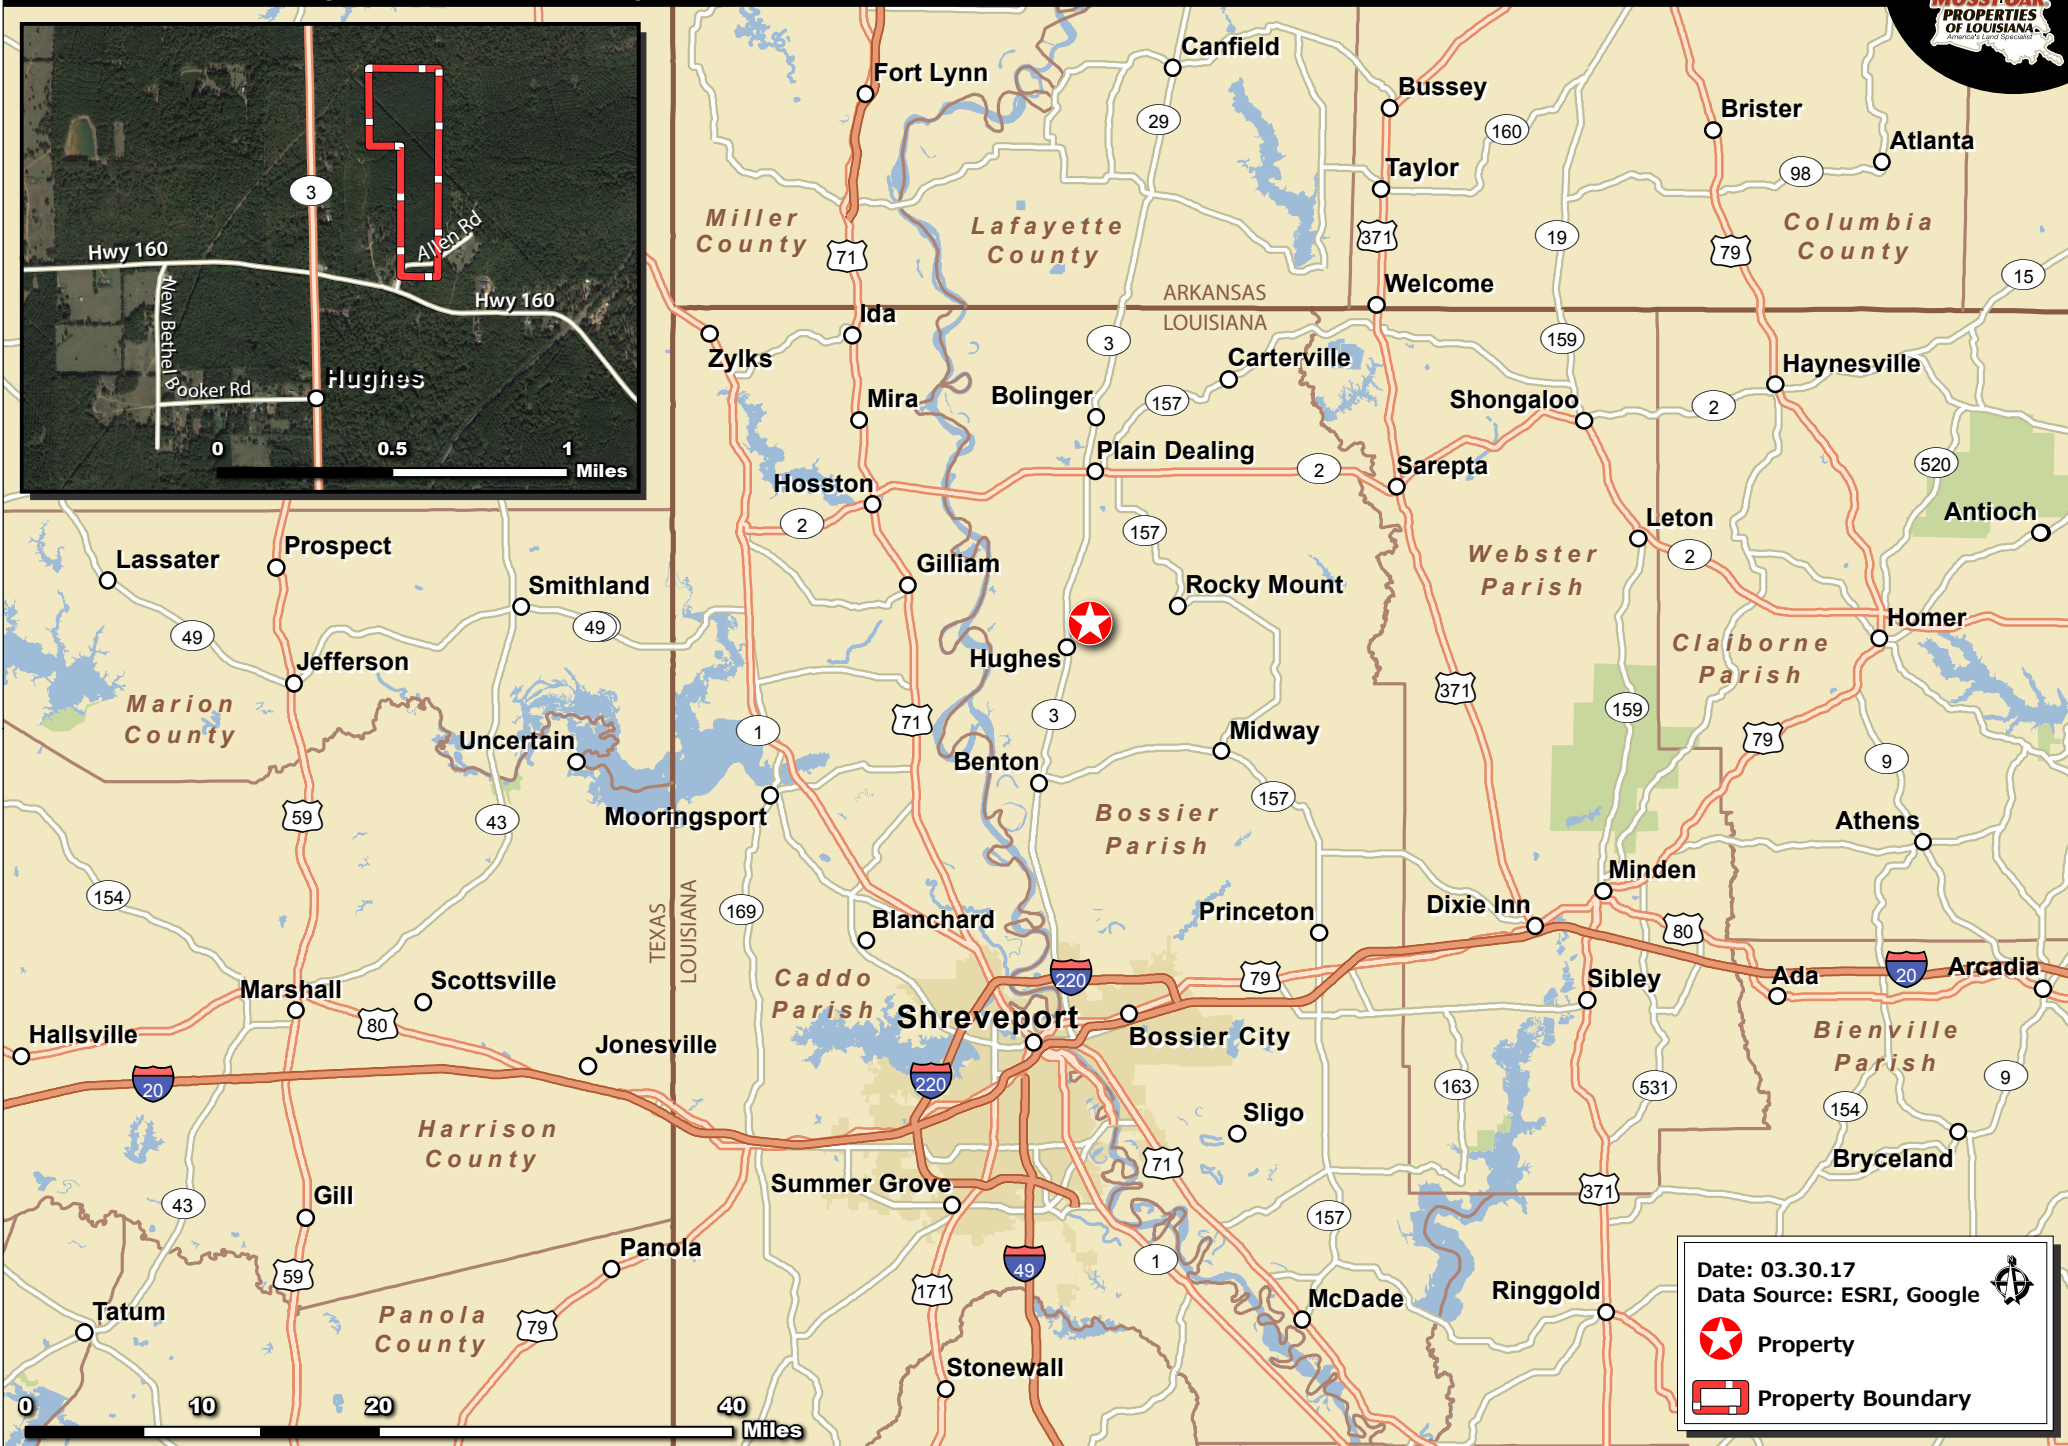 MOSSY OAK
PROPERTIES
OF LOUISIANA
America's Land Specialist
Hwy 160
3
Allen Rd
Hwy 160
New Bethel
Booker Rd
Hughes
0 0.5 1
Miles
Canfield
Fort Lynn
Bussey
29
160
Brister
Atlanta
Taylor
98
Miller
County
Lafayette
County
371
19
79
Columbia
County
71
15
Welcome
ARKANSAS
LOUISIANA
Ida
Zylks
3
159
Carterville
Haynesville
Mira
Bolinger
157
Shongaloo
2
Plain Dealing
2
Sarepta
520
Hosston
2
157
Leton
Antioch
Lassater
Prospect
Gilliam
Webster
Parish
2
Smithland
Rocky Mount
49
49
Homer
Hughes
Claiborne
Parish
Jefferson
Marion
County
371
159
71
3
1
Uncertain
Midway
79
9
Benton
59
43
Mooringsport
157
Bossier
Parish
Athens
154
169
Minden
Blanchard
Princeton
Dixie Inn
80
TEXAS
LOUISIANA
Caddo
Parish
220
79
Scottsville
Marshall
Sibley
Ada
20
Arcadia
Shreveport
Bossier City
80
Hallsville
Jonesville
Bienville
Parish
20
220
163
531
9
154
Sligo
Harrison
County
71
Bryceland
Summer Grove
371
Gill
43
157
Panola
59
49
1
171
Ringgold
McDade
Tatum
Panola
County
79
Stonewall
0 10 20 40
Miles
Date: 03.30.17
Data Source: ESRI, Google
Property
Property Boundary